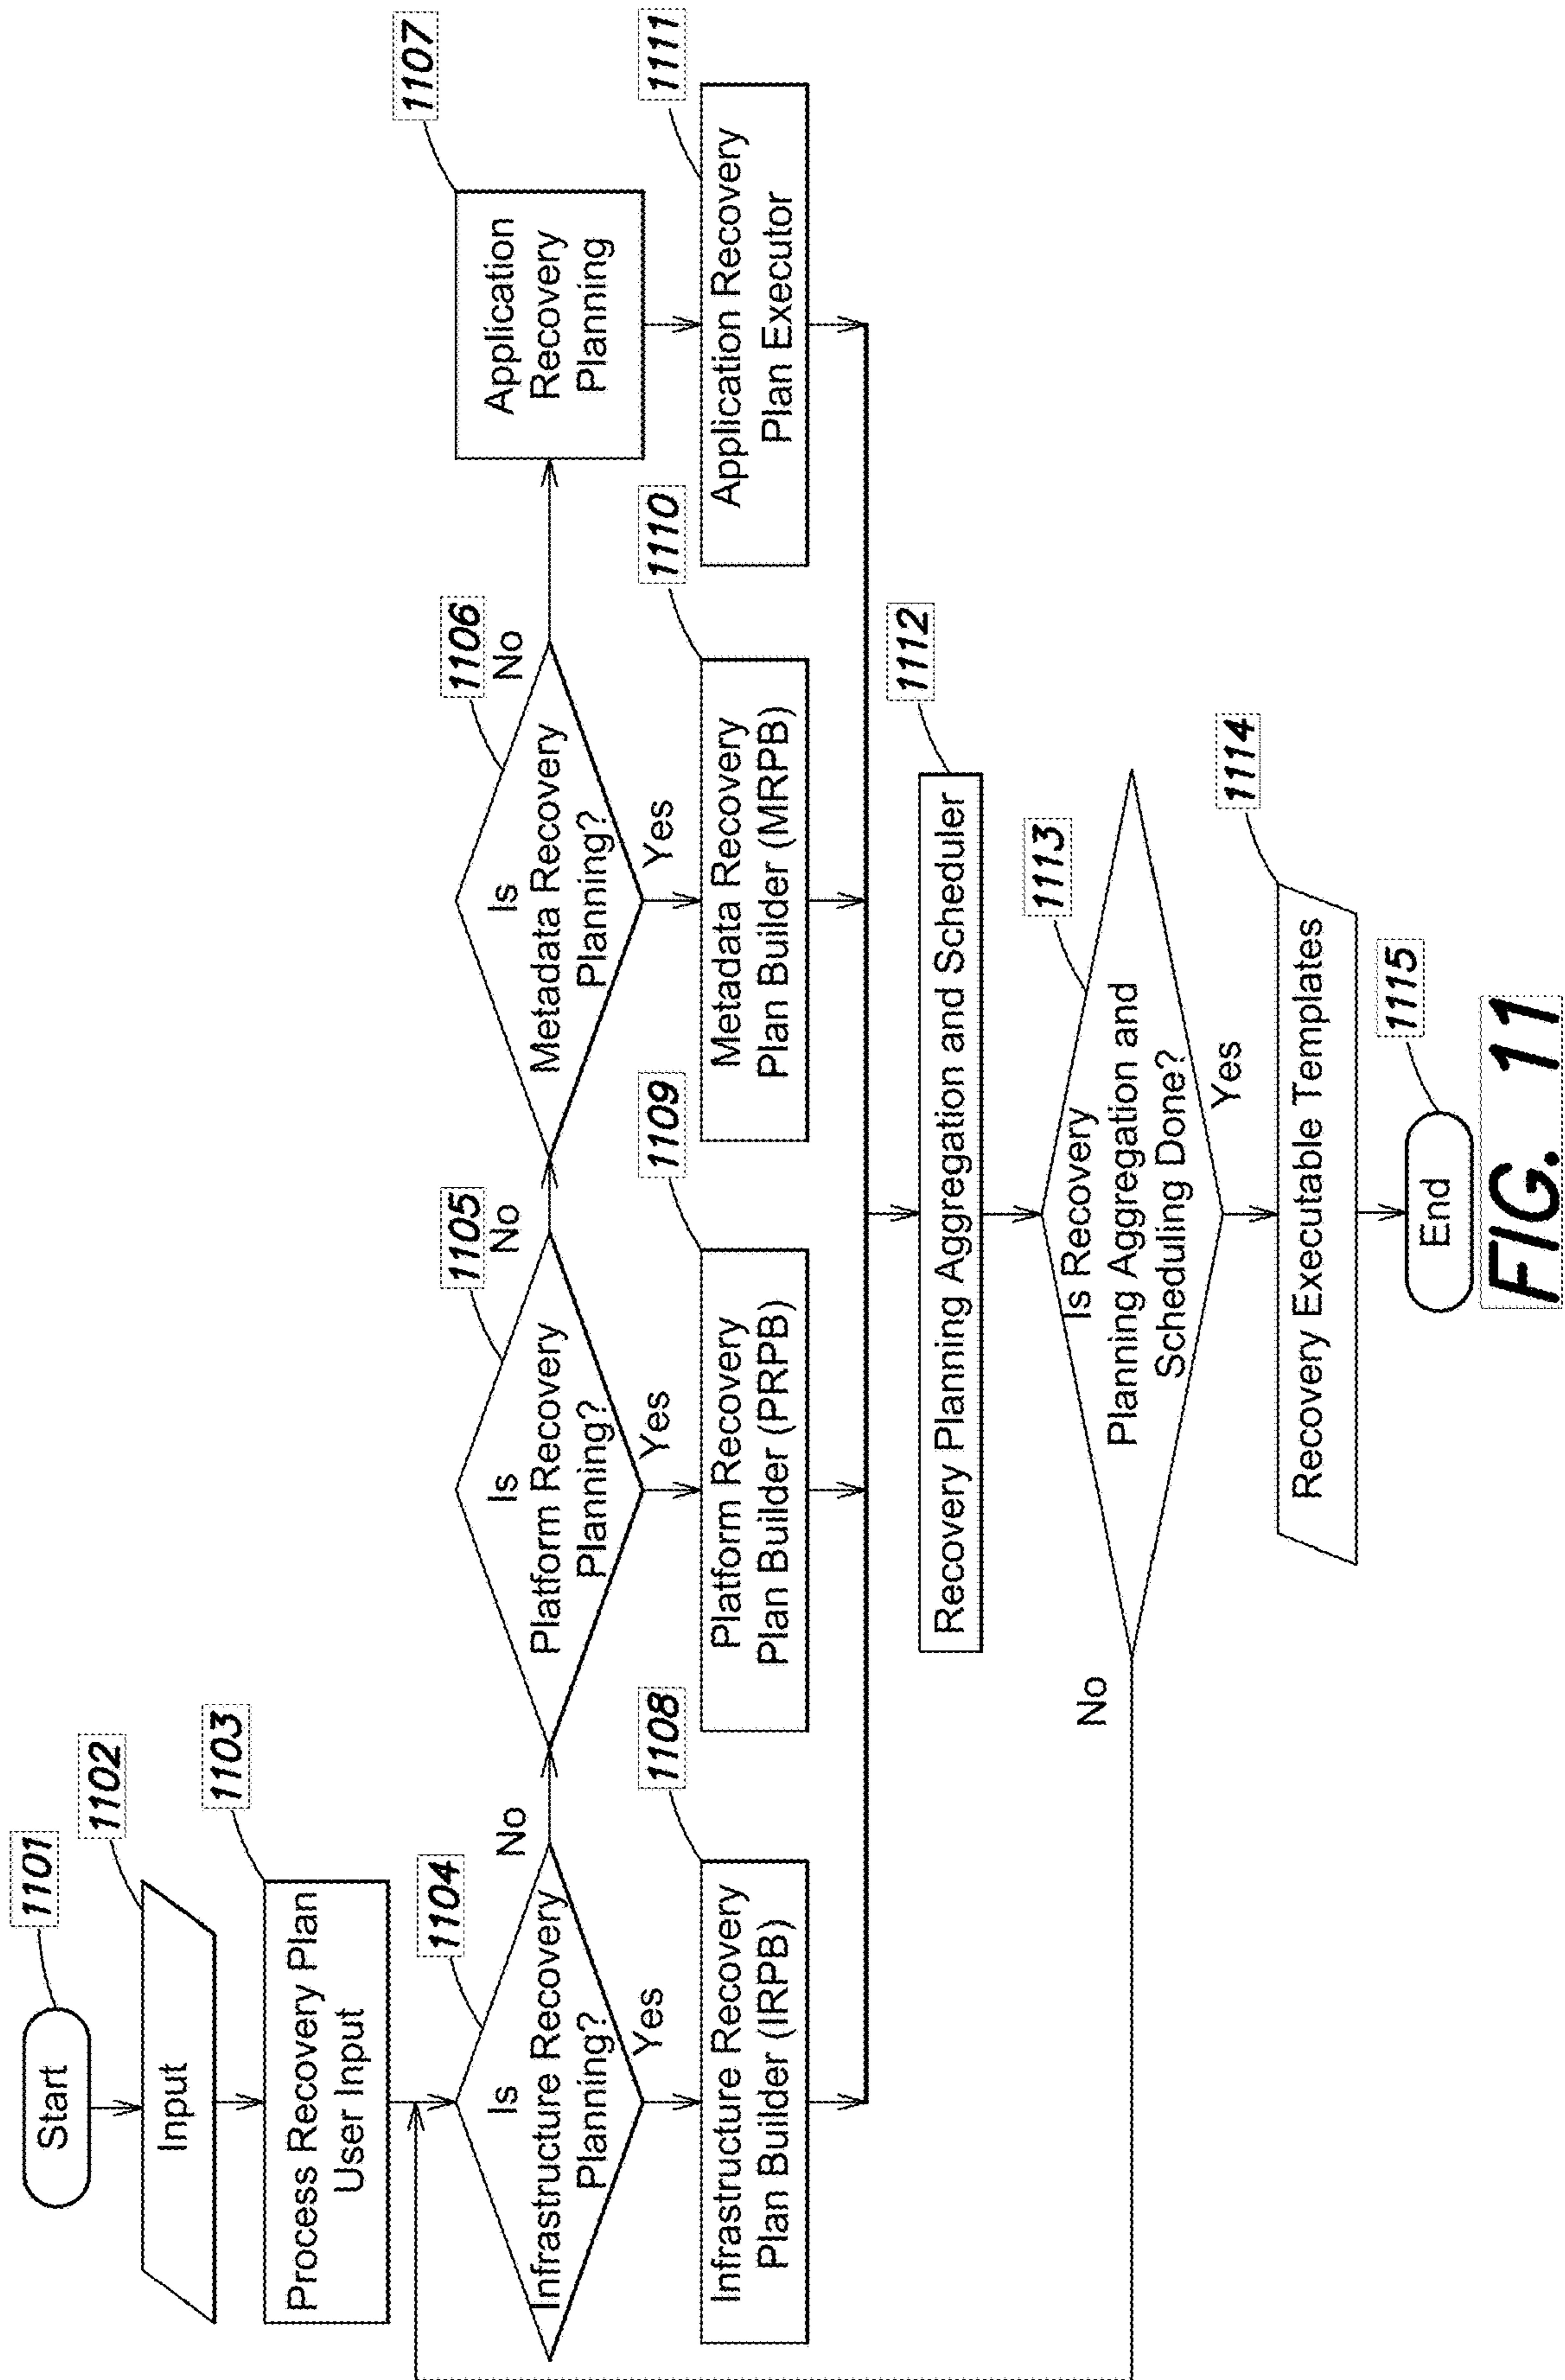 1101
Start
1102
Input
1103
Process Recovery Plan
User Input
1104
Is
Infrastructure Recovery
Planning?
No
Yes
1105
Is
Platform Recovery
Planning?
No
Yes
1106
Is
Metadata Recovery
Planning?
No
Yes
1107
Application
Recovery
Planning
1108
Infrastructure Recovery
Plan Builder (IRPB)
1109
Platform Recovery
Plan Builder (PRPB)
1110
Metadata Recovery
Plan Builder (MRPB)
1111
Application Recovery
Plan Executor
1112
Recovery Planning Aggregation and Scheduler
1113
Is Recovery
Planning Aggregation and
Scheduling Done?
No
Yes
1114
Recovery Executable Templates
1115
End
FIG. 11